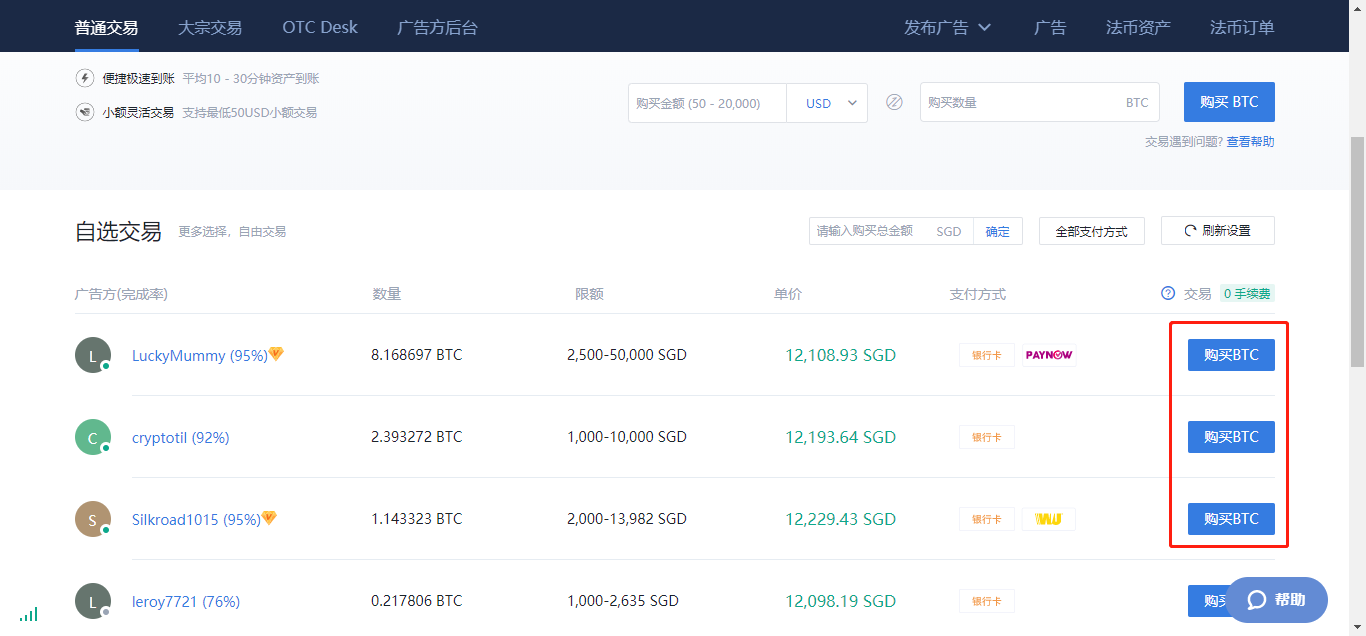 普通交易 大宗交易 OTC Desk 广告方后台 发布广告 广告 法币资产 法币订单
便捷极速到账 平均10 - 30分钟资产到账
小额灵活交易 支持最低50USD小额交易
购买金额 (50 - 20,000) USD 购买数量 BTC 购买 BTC
交易遇到问题? 查看帮助
自选交易 更多选择，自由交易 请输入购买总金额 SGD 确定 全部支付方式 刷新设置
广告方(完成率) 数量 限额 单价 支付方式 交易 0 手续费
L LuckyMummy (95%) 8.168697 BTC 2,500-50,000 SGD 12,108.93 SGD 银行卡 PAYNOW 购买BTC
C cryptotil (92%) 2.393272 BTC 1,000-10,000 SGD 12,193.64 SGD 银行卡 购买BTC
S Silkroad1015 (95%) 1.143323 BTC 2,000-13,982 SGD 12,229.43 SGD 银行卡 WU 购买BTC
L leroy7721 (76%) 0.217806 BTC 1,000-2,635 SGD 12,098.19 SGD 银行卡 购买 帮助